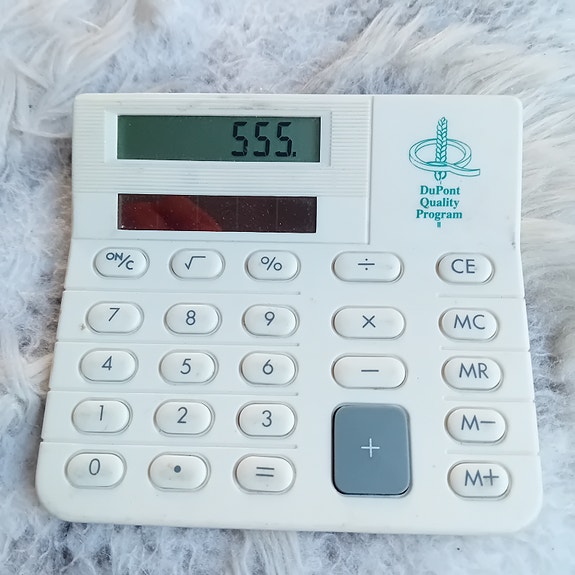 555.
DuPont
Quality
Program
ON/C √ % ÷ CE
7 8 9 × MC
4 5 6 − MR
1 2 3 + M−
0 • = M+